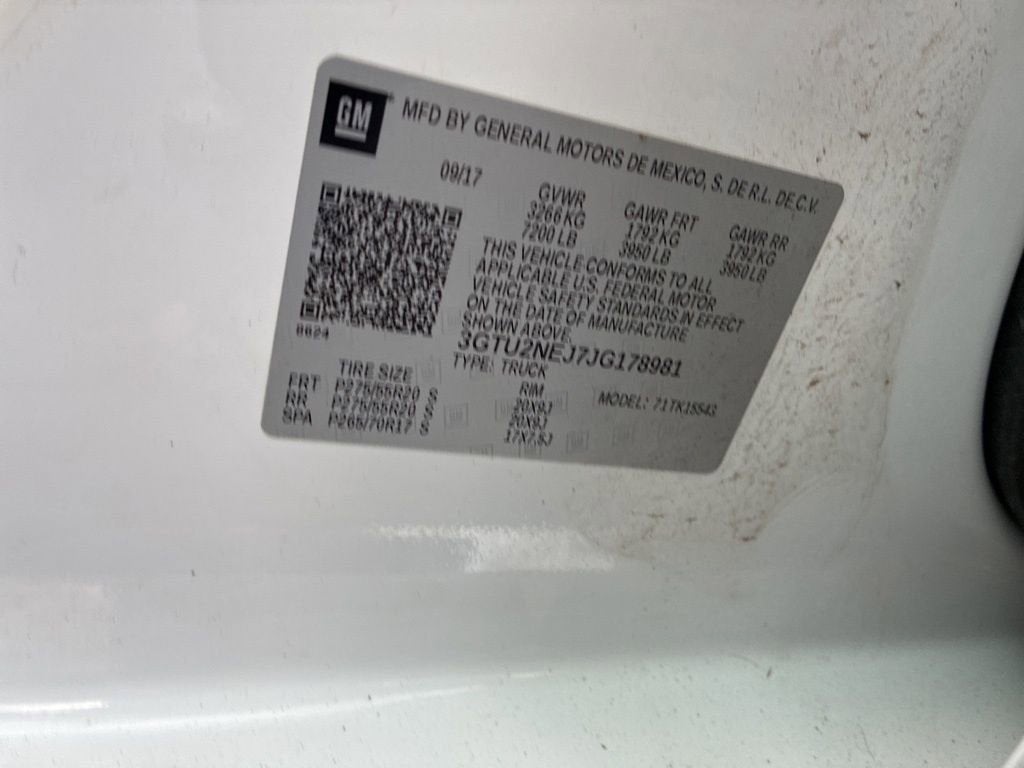 GM MFD BY GENERAL MOTORS DE MEXICO, S. DE R.L. DE C.V.
09/17
GVWR GAWR FRT GAWR RR
3266 KG 1792 KG 1792 KG
7200 LB 3950 LB 3950 LB
THIS VEHICLE CONFORMS TO ALL
APPLICABLE U.S. FEDERAL MOTOR
VEHICLE SAFETY STANDARDS IN EFFECT
ON THE DATE OF MANUFACTURE
SHOWN ABOVE.
3GTU2NEJ7JG178981
TYPE: TRUCK
8624
TIRE SIZE RIM MODEL: 71TK15543
FRT P275/55R20 S 20X9J
RR P275/55R20 S 20X9J
SPA P265/70R17 S 17X7.5J